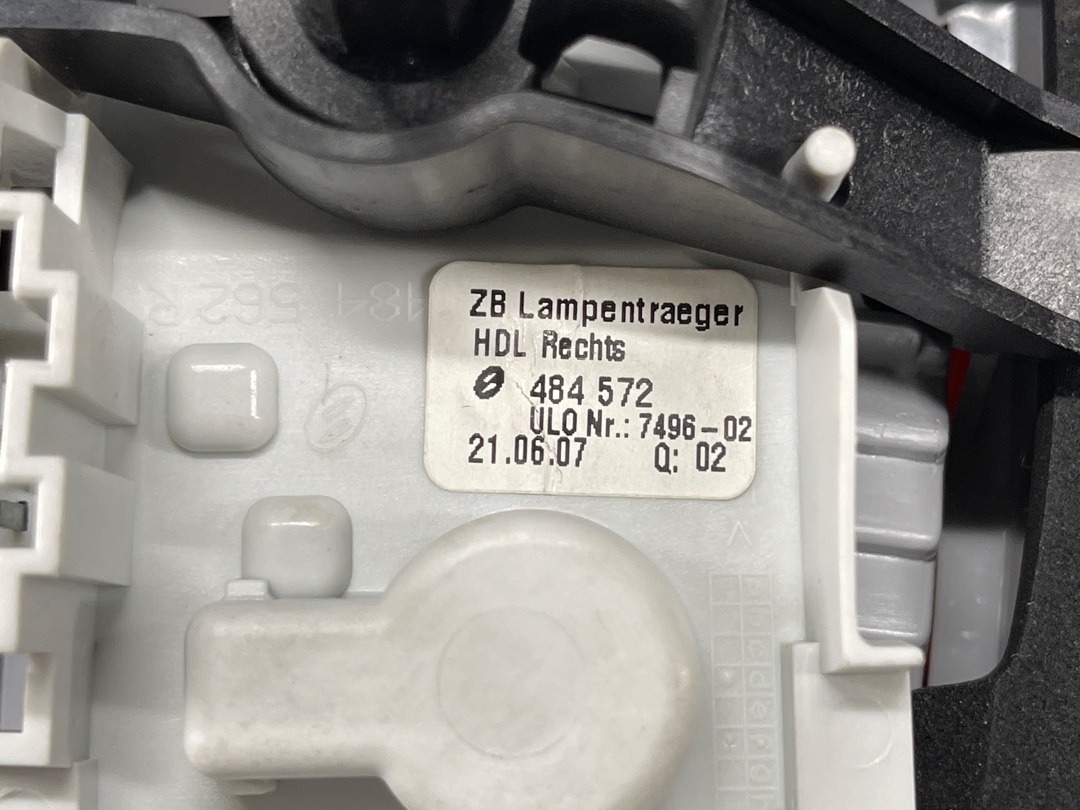 ZB Lampentraeger
HDL Rechts
484 572
ULO Nr.: 7496-02
21.06.07 Q: 02